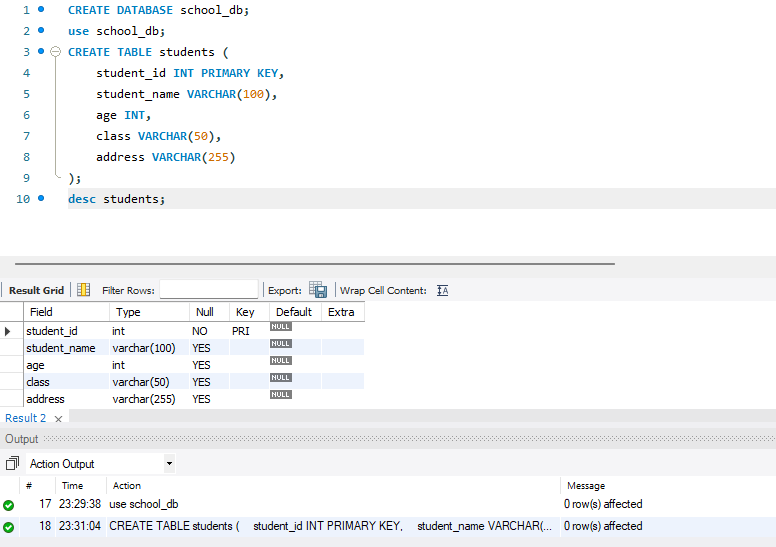 1 CREATE DATABASE school_db;
2 use school_db;
3 CREATE TABLE students (
4 student_id INT PRIMARY KEY,
5 student_name VARCHAR(100),
6 age INT,
7 class VARCHAR(50),
8 address VARCHAR(255)
9 );
10 desc students;
Result Grid Filter Rows: Export: Wrap Cell Content: IA
Field Type Null Key Default Extra
student_id int NO PRI NULL
student_name varchar(100) YES NULL
age int YES NULL
class varchar(50) YES NULL
address varchar(255) YES NULL
Result 2 ×
Output
Action Output
# Time Action Message
17 23:29:38 use school_db 0 row(s) affected
18 23:31:04 CREATE TABLE students ( student_id INT PRIMARY KEY, student_name VARCHAR(... 0 row(s) affected